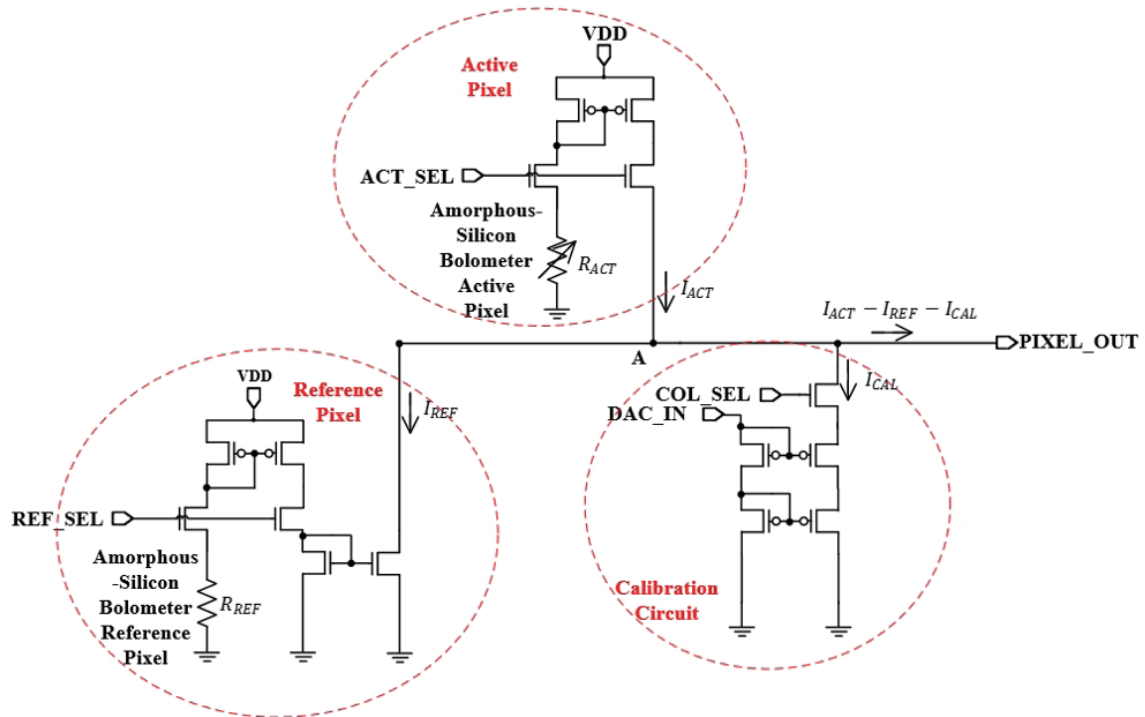 VDD
Active
Pixel
ACT_SEL
Amorphous-
Silicon
Bolometer
Active
Pixel
R_ACT
I_ACT
I_ACT − I_REF − I_CAL
PIXEL_OUT
A
VDD
Reference
Pixel
I_REF
COL_SEL
I_CAL
DAC_IN
REF_SEL
Amorphous
-Silicon
Bolometer
Reference
Pixel
R_REF
Calibration
Circuit